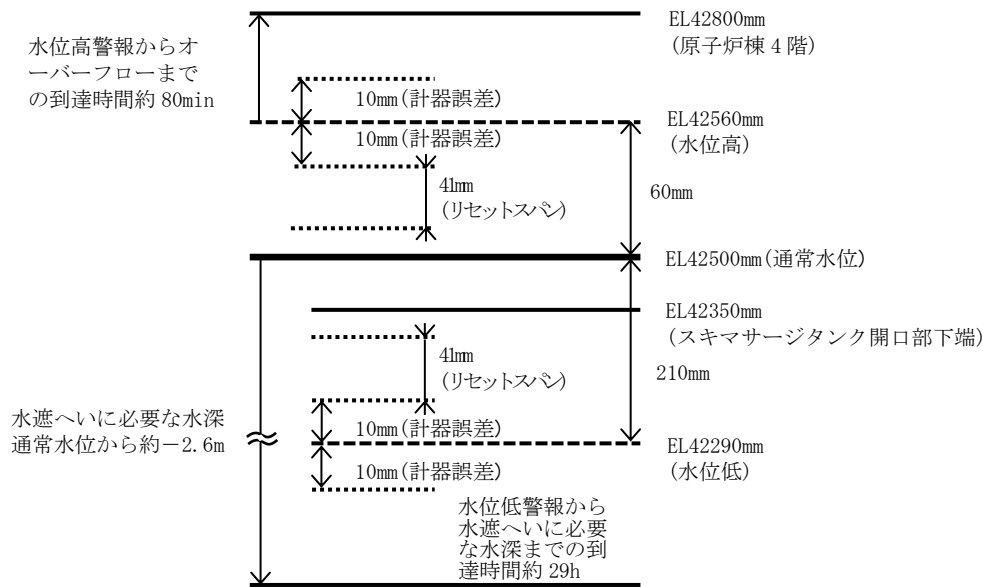 EL42800mm
(原子炉棟4階)
水位高警報からオ
ーバーフローまで
の到達時間約80min
10mm(計器誤差)
EL42560mm
(水位高)
10mm(計器誤差)
41mm
(リセットスパン)
60mm
EL42500mm(通常水位)
EL42350mm
(スキマサージタンク開口部下端)
41mm
(リセットスパン)
210mm
水遮へいに必要な水深
通常水位から約-2.6m
10mm(計器誤差)
EL42290mm
(水位低)
10mm(計器誤差)
水位低警報から
水遮へいに必要
な水深までの到
達時間約29h